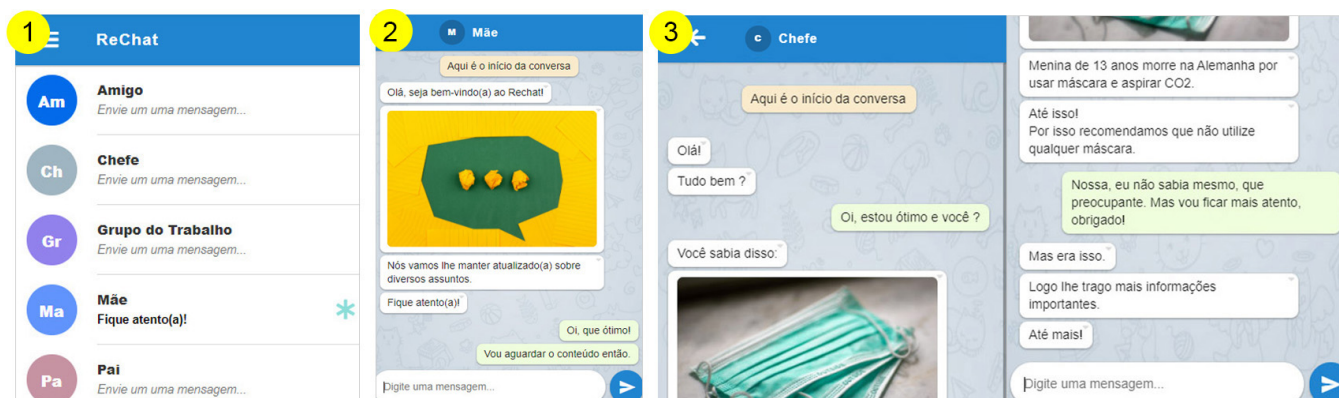 1
ReChat
Am
Amigo
Envie um uma mensagem...
Ch
Chefe
Envie um uma mensagem...
Gr
Grupo do Trabalho
Envie um uma mensagem...
Ma
Mãe
Fique atento(a)!
Pa
Pai
Envie um uma mensagem...
2
M Mãe
Aqui é o início da conversa
Olá, seja bem-vindo(a) ao Rechat!
Nós vamos lhe manter atualizado(a) sobre
diversos assuntos.
Fique atento(a)!
Oi, que ótimo!
Vou aguardar o conteúdo então.
Digite uma mensagem...
3
C Chefe
Aqui é o início da conversa
Olá!
Tudo bem ?
Oi, estou ótimo e você ?
Você sabia disso:
Menina de 13 anos morre na Alemanha por
usar máscara e aspirar CO2.
Até isso!
Por isso recomendamos que não utilize
qualquer máscara.
Nossa, eu não sabia mesmo, que
preocupante. Mas vou ficar mais atento,
obrigado!
Mas era isso.
Logo lhe trago mais informações
importantes.
Até mais!
Digite uma mensagem...